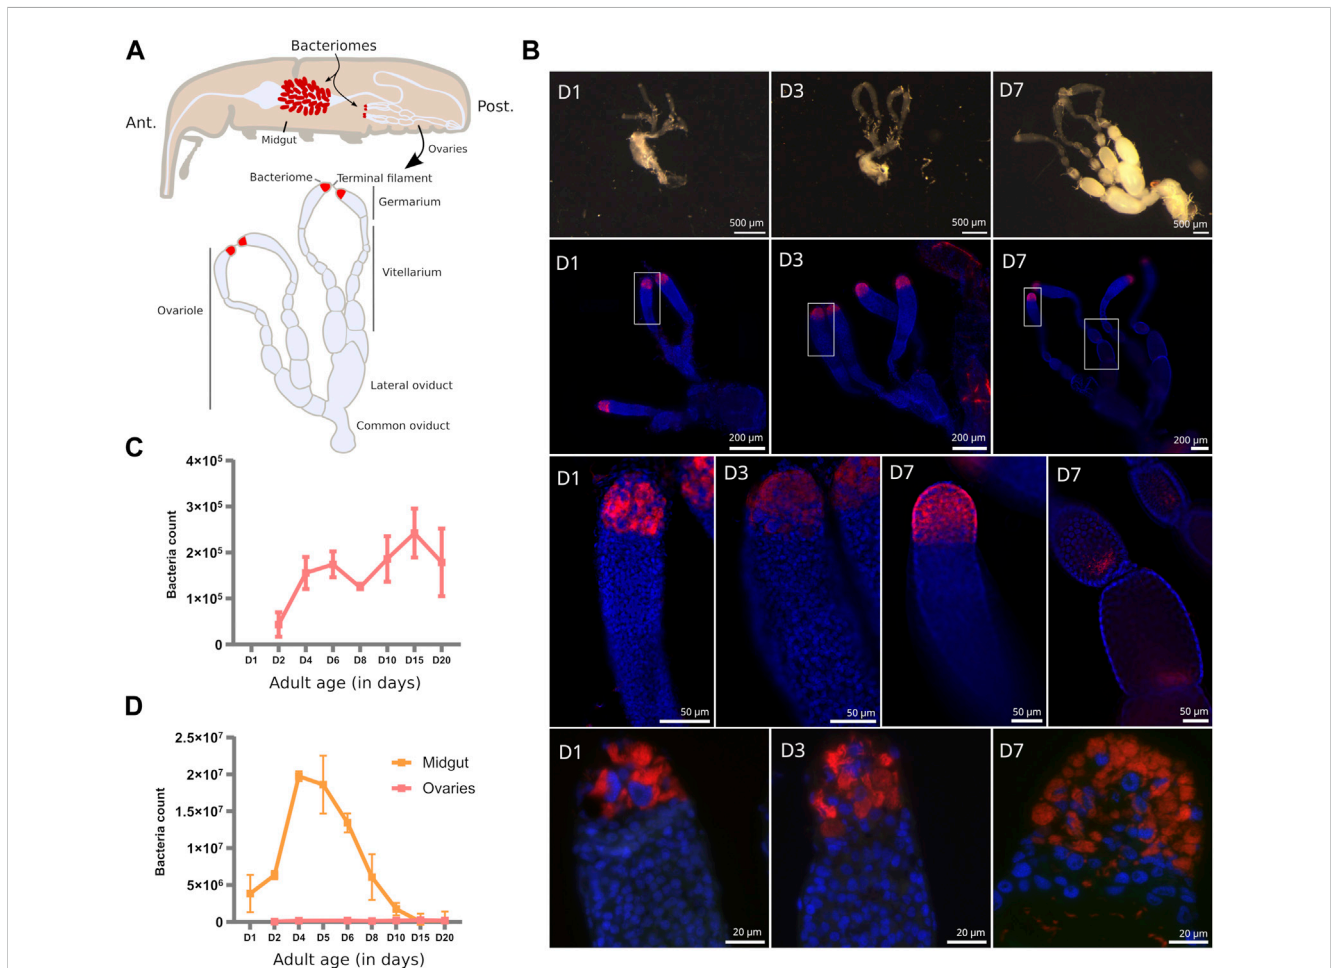 A
Bacteriomes
Ant.
Post.
Midgut
Ovaries
Bacteriome
Terminal filament
Germarium
Vitellarium
Ovariole
Lateral oviduct
Common oviduct
B
D1
D3
D7
500 µm
500 µm
500 µm
D1
D3
D7
200 µm
200 µm
200 µm
D1
D3
D7
D7
50 µm
50 µm
50 µm
50 µm
D1
D3
D7
20 µm
20 µm
20 µm
C
4×10⁵
3×10⁵
2×10⁵
1×10⁵
0
Bacteria count
D1 D2 D4 D6 D8 D10 D15 D20
Adult age (in days)
D
2.5×10⁷
2×10⁷
1.5×10⁷
1×10⁷
5×10⁶
0
Bacteria count
Midgut
Ovaries
D1 D2 D4 D5 D6 D8 D10 D15 D20
Adult age (in days)